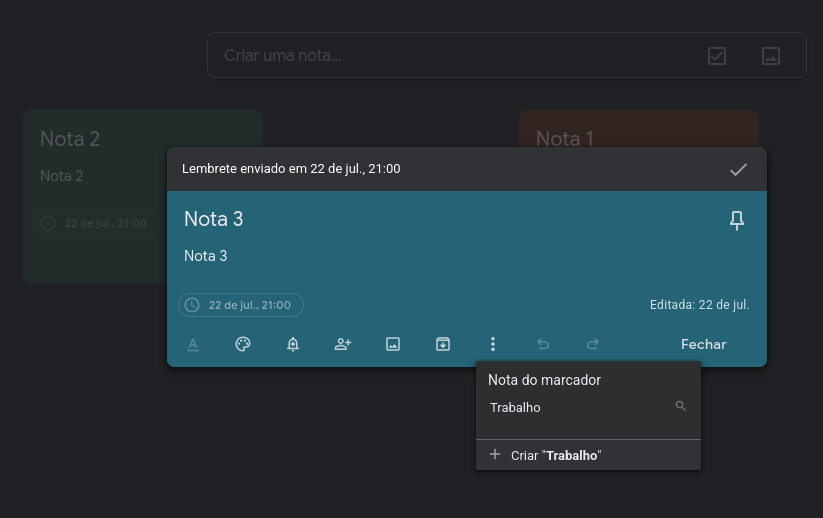 Criar uma nota...
Nota 2
Nota 2
22 de jul., 21:00
Nota 1
Lembrete enviado em 22 de jul., 21:00
Nota 3
Nota 3
22 de jul., 21:00
Editada: 22 de jul.
A
Fechar
Nota do marcador
Trabalho
Criar "Trabalho"